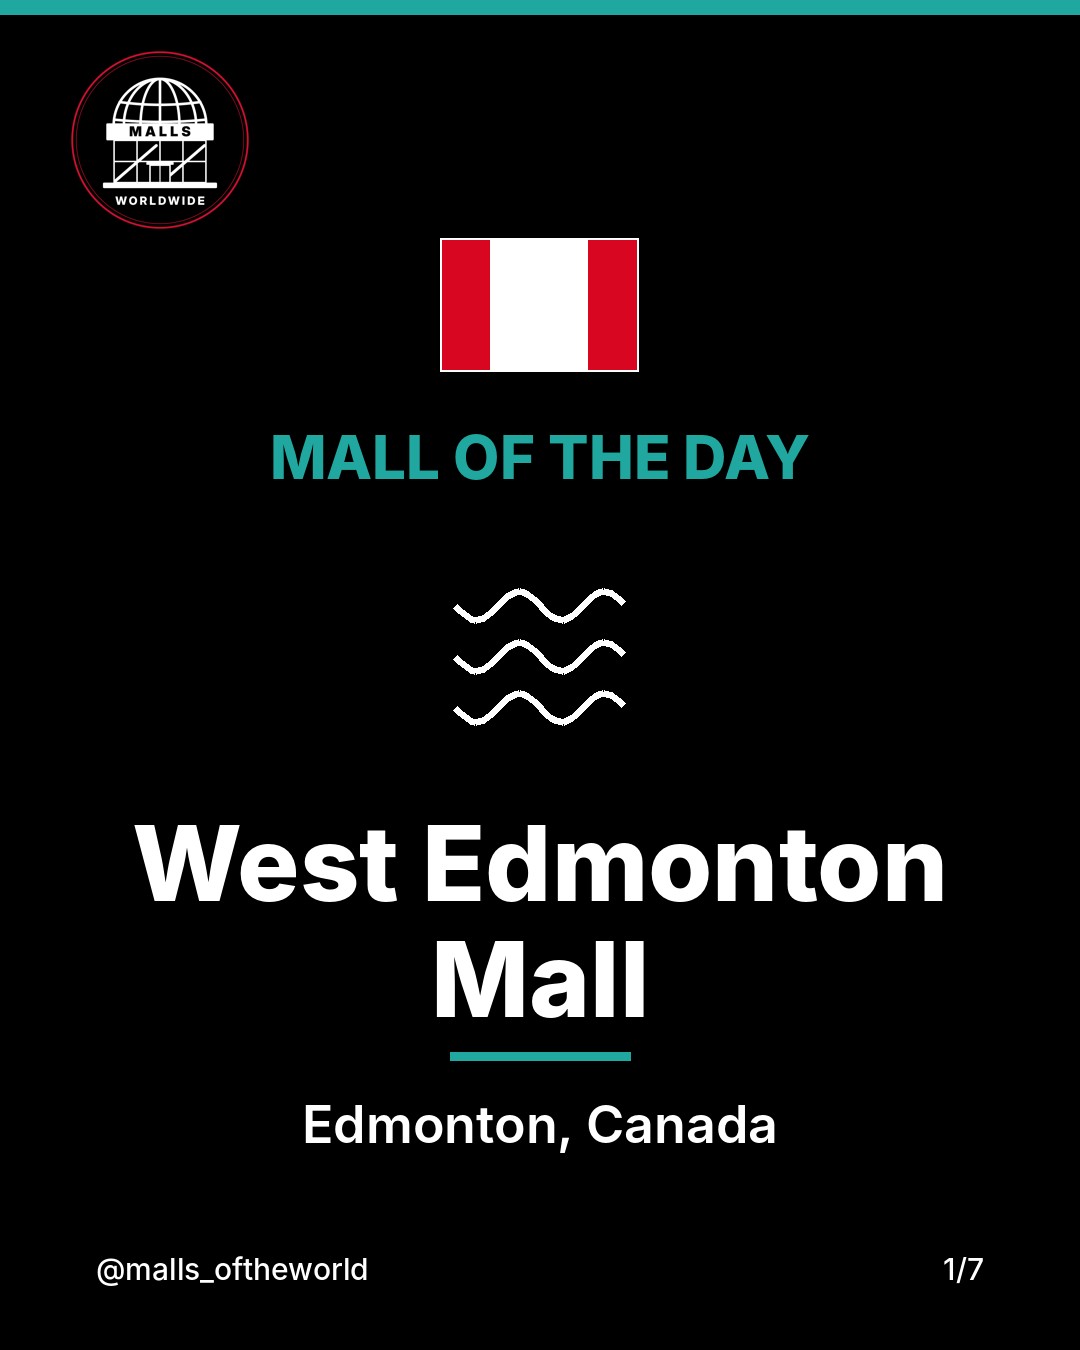 MALLS
WORLDWIDE
MALL OF THE DAY
West Edmonton
Mall
Edmonton, Canada
@malls_oftheworld
1/7